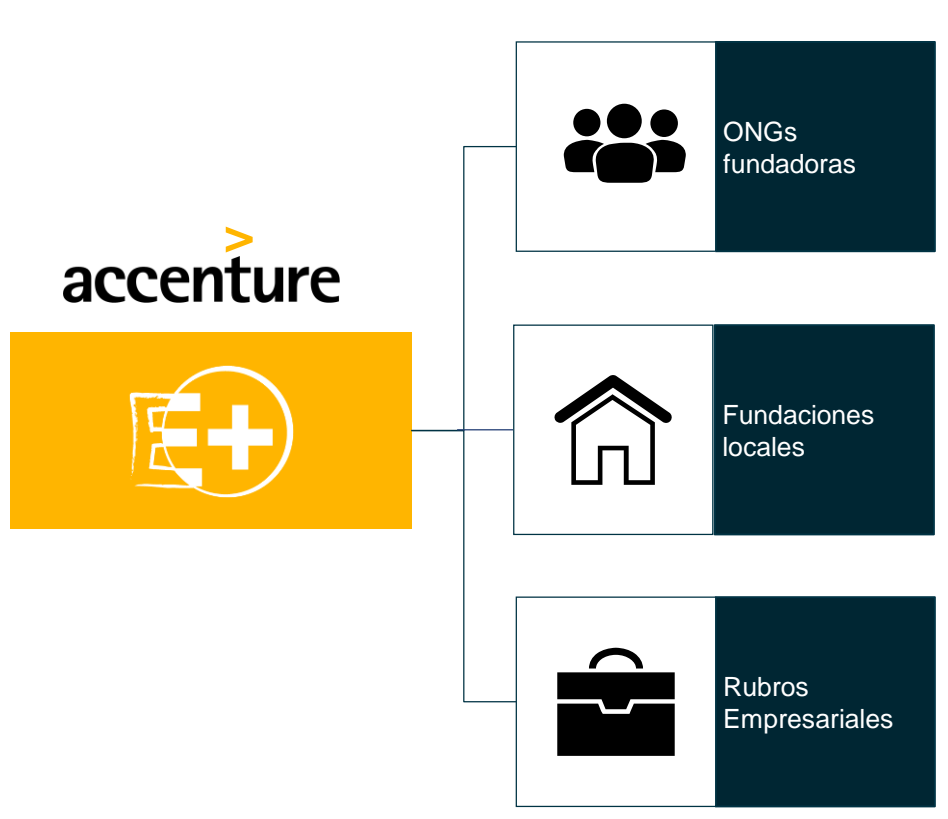 accenture
E+
ONGs
fundadoras
Fundaciones
locales
Rubros
Empresariales